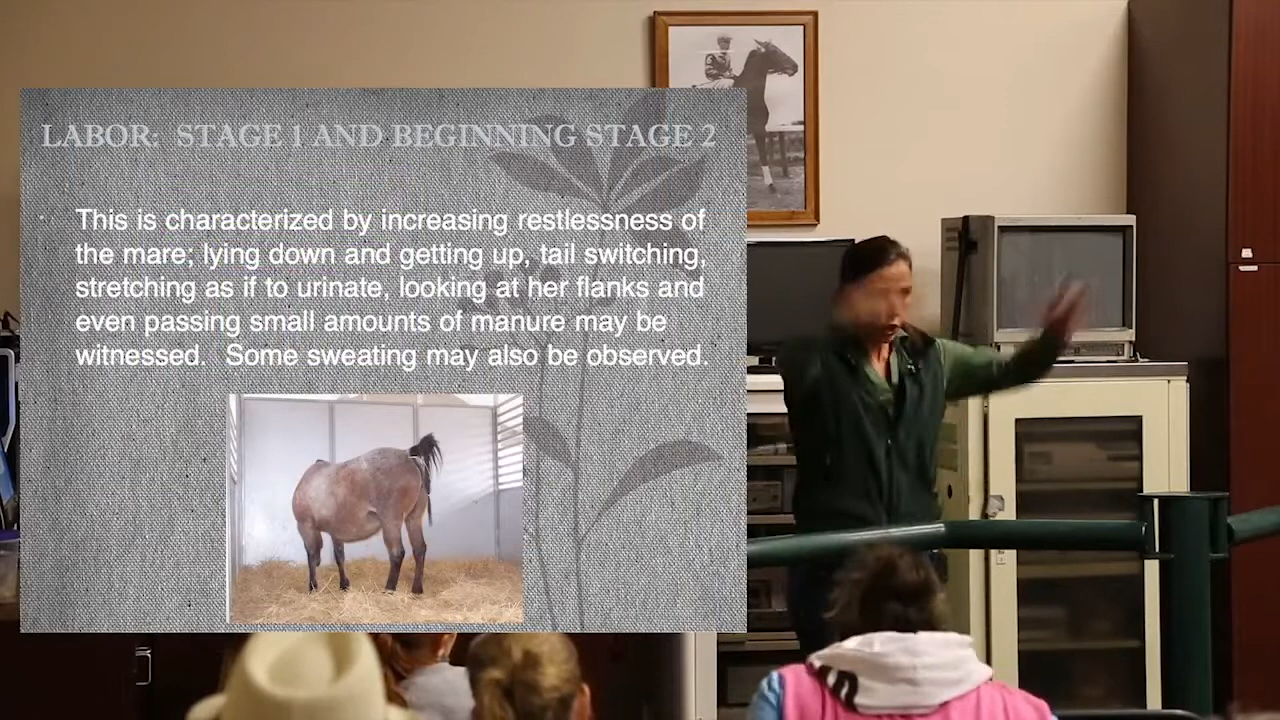 LABOR: STAGE 1 AND BEGINNING STAGE 2
This is characterized by increasing restlessness of
the mare; lying down and getting up, tail switching,
stretching as if to urinate, looking at her flanks and
even passing small amounts of manure may be
witnessed. Some sweating may also be observed.